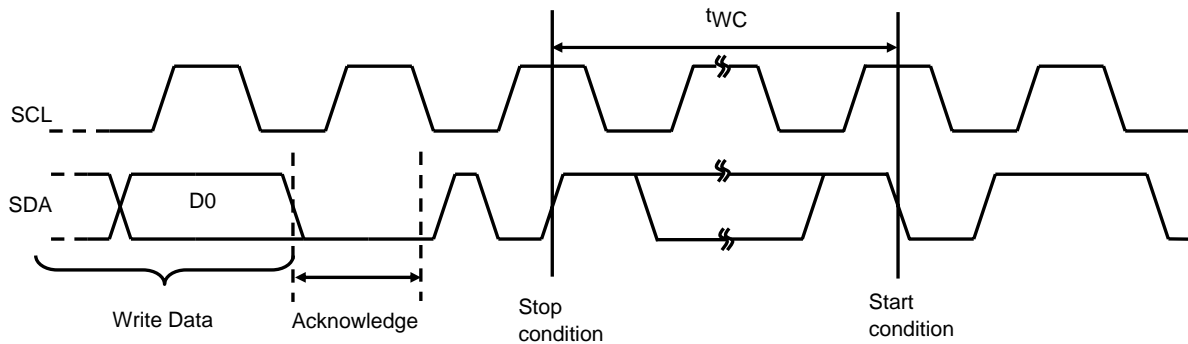 tWC
SCL
SDA
D0
Write Data
Acknowledge
Stop
condition
Start
condition